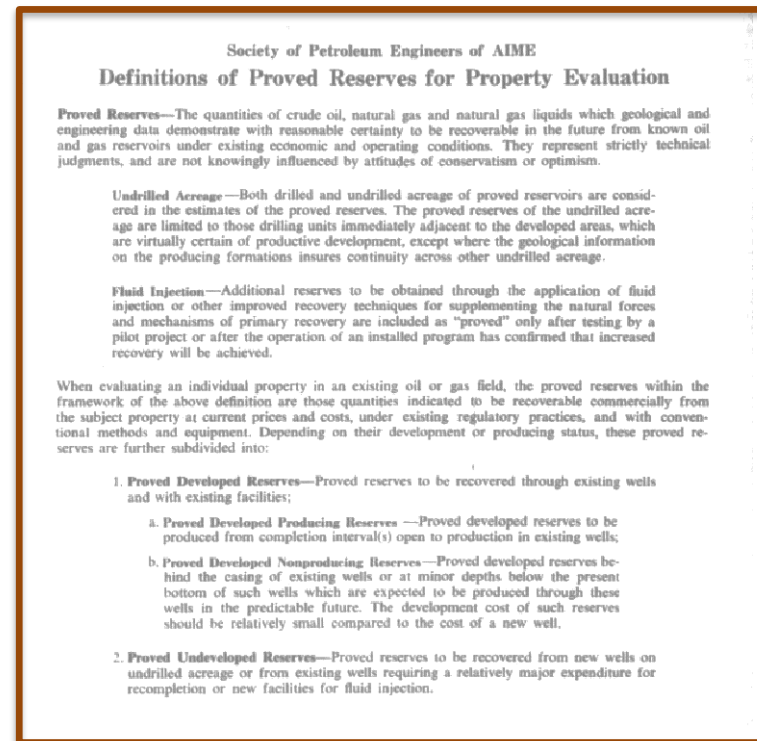 Society of Petroleum Engineers of AIME
Definitions of Proved Reserves for Property Evaluation
Proved Reserves—The quantities of crude oil, natural gas and natural gas liquids which geological and
engineering data demonstrate with reasonable certainty to be recoverable in the future from known oil
and gas reservoirs under existing economic and operating conditions. They represent strictly technical
judgments, and are not knowingly influenced by attitudes of conservatism or optimism.
Undrilled Acreage—Both drilled and undrilled acreage of proved reservoirs are consid-
ered in the estimates of the proved reserves. The proved reserves of the undrilled acre-
age are limited to those drilling units immediately adjacent to the developed areas, which
are virtually certain of productive development, except where the geological information
on the producing formations insures continuity across other undrilled acreage.
Fluid Injection—Additional reserves to be obtained through the application of fluid
injection or other improved recovery techniques for supplementing the natural forces
and mechanisms of primary recovery are included as "proved" only after testing by a
pilot project or after the operation of an installed program has confirmed that increased
recovery will be achieved.
When evaluating an individual property in an existing oil or gas field, the proved reserves within the
framework of the above definition are those quantities indicated to be recoverable commercially from
the subject property at current prices and costs, under existing regulatory practices, and with conven-
tional methods and equipment. Depending on their development or producing status, these proved re-
serves are further subdivided into:
1. Proved Developed Reserves—Proved reserves to be recovered through existing wells
and with existing facilities;
a. Proved Developed Producing Reserves —Proved developed reserves to be
produced from completion interval(s) open to production in existing wells;
b. Proved Developed Nonproducing Reserves—Proved developed reserves be-
hind the casing of existing wells or at minor depths below the present
bottom of such wells which are expected to be produced through these
wells in the predictable future. The development cost of such reserves
should be relatively small compared to the cost of a new well.
2. Proved Undeveloped Reserves—Proved reserves to be recovered from new wells on
undrilled acreage or from existing wells requiring a relatively major expenditure for
recompletion or new facilities for fluid injection.